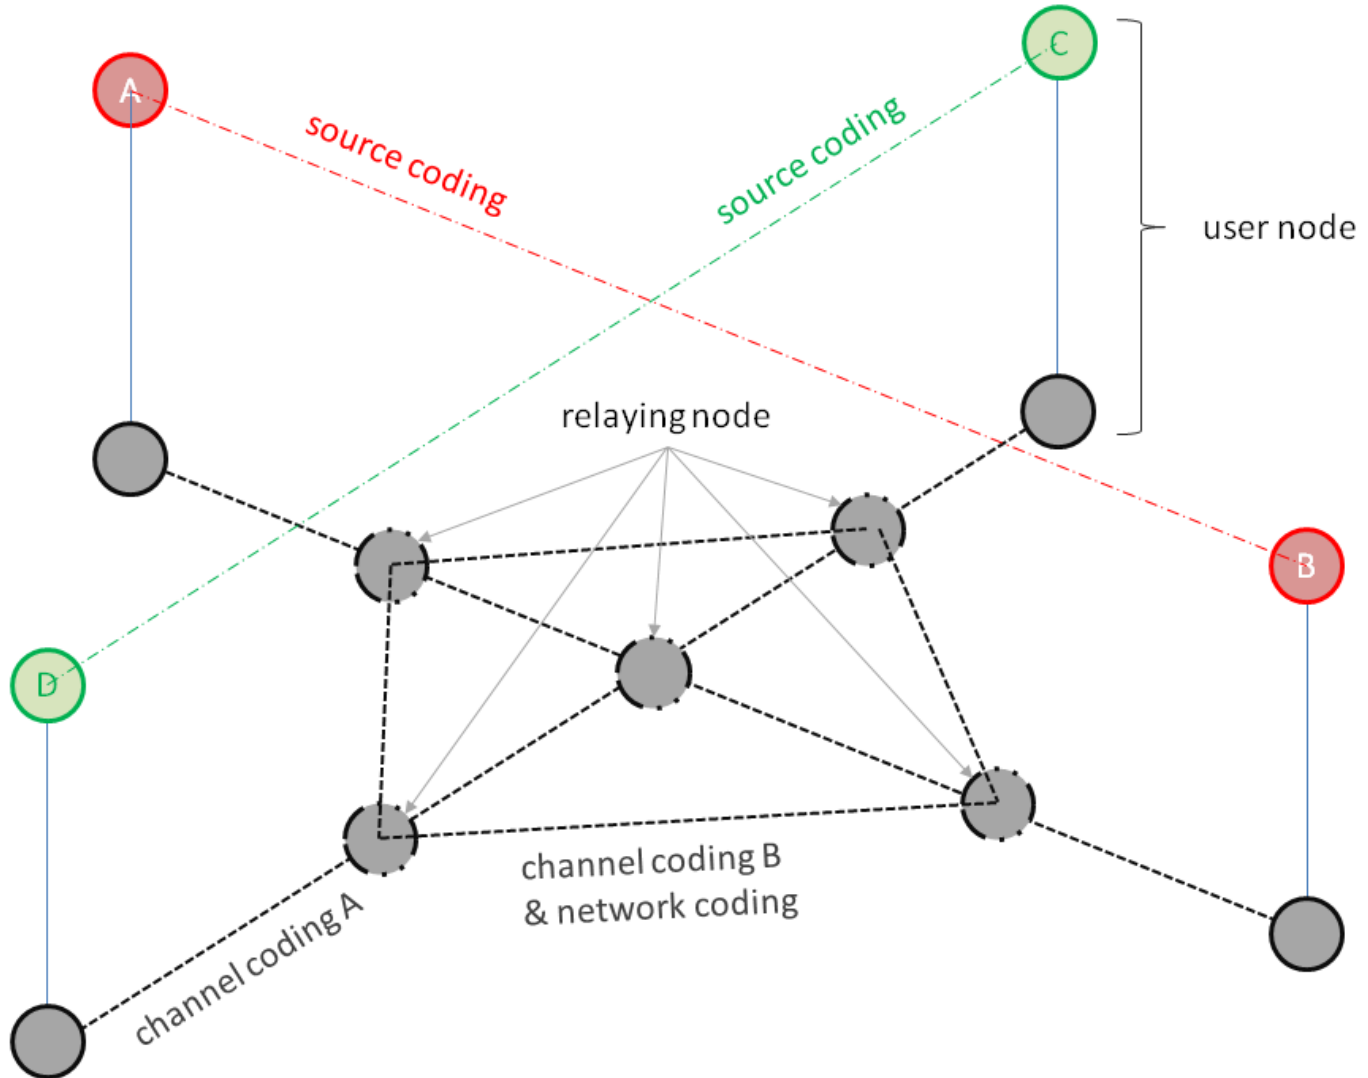 C
A
source coding
source coding
user node
relaying node
B
D
channel coding B
& network coding
channel coding A